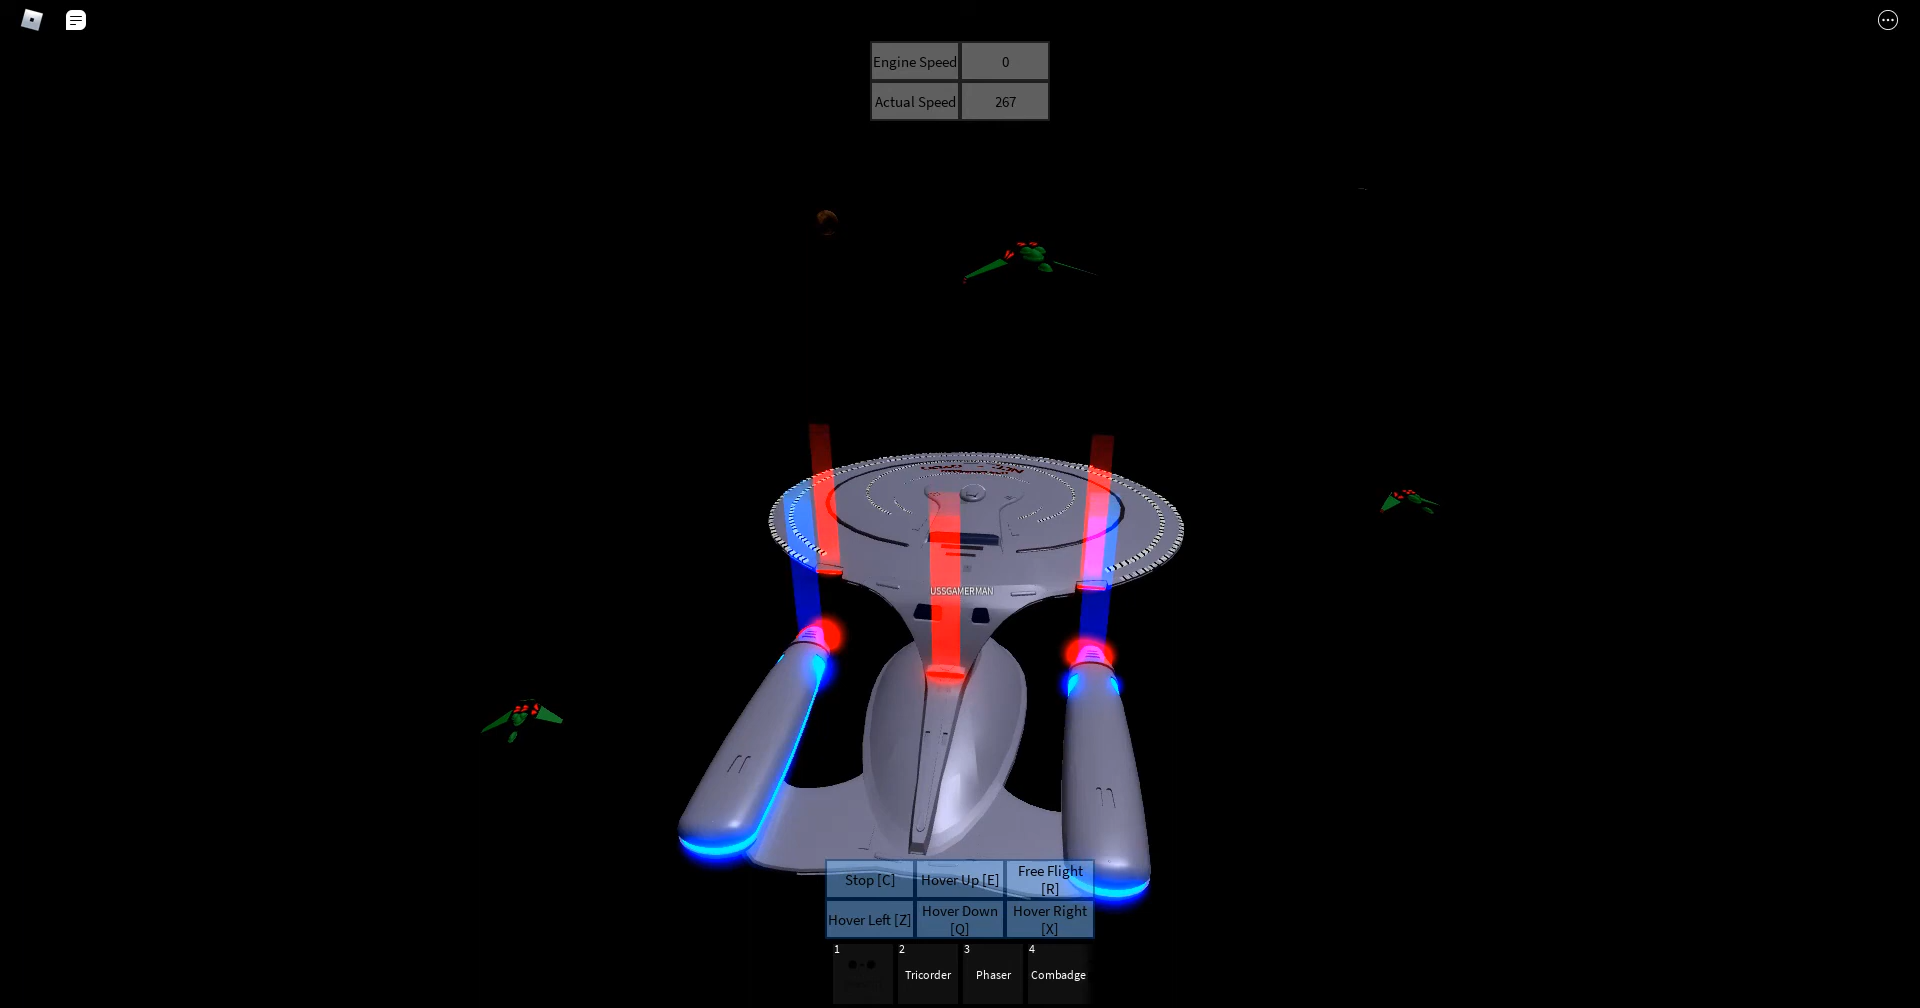 Engine Speed 0
Actual Speed 267
USSGAMERMAN
Stop [C] Hover Up [E] Free Flight
[R]
Hover Left [Z] Hover Down Hover Right
[Q] [X]
1 2 3 4
Tricorder Phaser Combadge